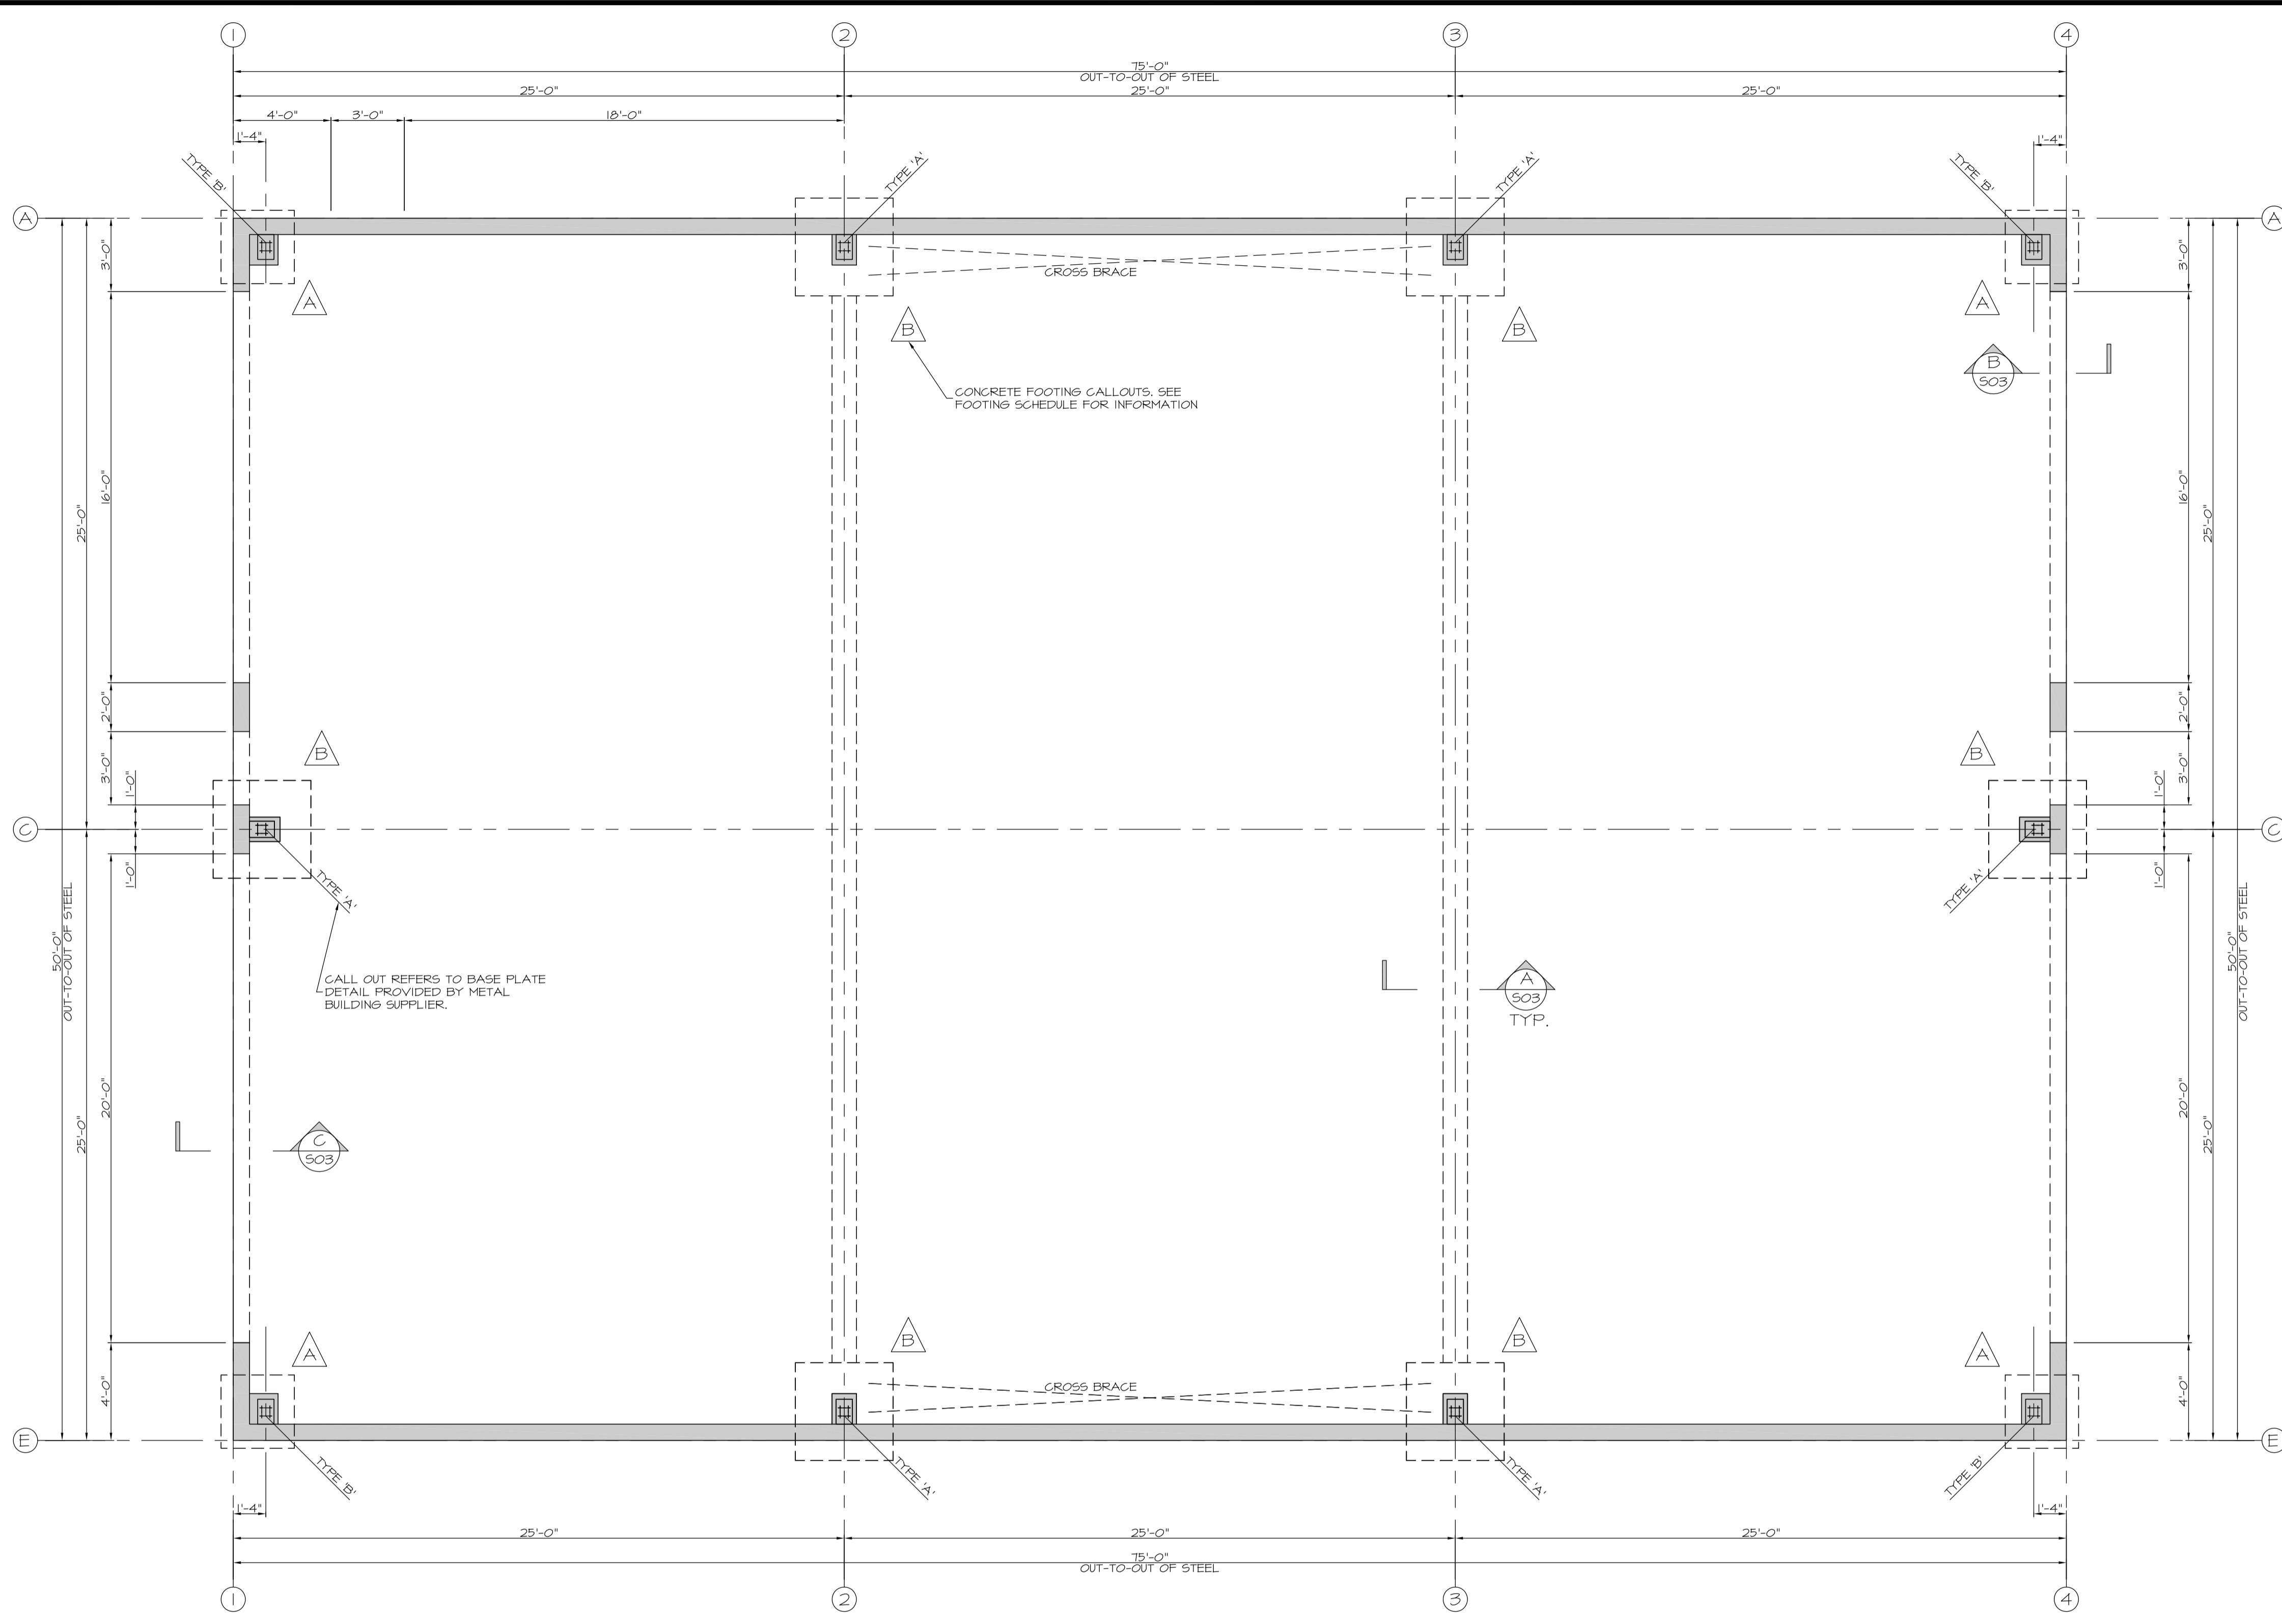 1
2
3
4
75'-0"
OUT-TO-OUT OF STEEL
25'-0"
25'-0"
25'-0"
4'-0"
3'-0"
18'-0"
1'-4"
1'-4"
TYPE 'B'
TYPE 'A'
TYPE 'A'
TYPE 'B'
A
A
3'-0"
3'-0"
CROSS BRACE
A
A
B
B
B
S03
CONCRETE FOOTING CALLOUTS. SEE
FOOTING SCHEDULE FOR INFORMATION
16'-0"
16'-0"
25'-0"
25'-0"
2'-0"
2'-0"
B
B
3'-0"
3'-0"
1'-0"
1'-0"
C
C
1'-0"
1'-0"
TYPE 'A'
TYPE 'A'
50'-0"
OUT-TO-OUT OF STEEL
50'-0"
OUT-TO-OUT OF STEEL
CALL OUT REFERS TO BASE PLATE
DETAIL PROVIDED BY METAL
BUILDING SUPPLIER.
A
S03
TYP.
20'-0"
20'-0"
25'-0"
25'-0"
C
S03
A
B
B
A
4'-0"
4'-0"
CROSS BRACE
E
E
TYPE 'B'
TYPE 'A'
TYPE 'A'
TYPE 'B'
1'-4"
1'-4"
25'-0"
25'-0"
25'-0"
75'-0"
OUT-TO-OUT OF STEEL
1
2
3
4